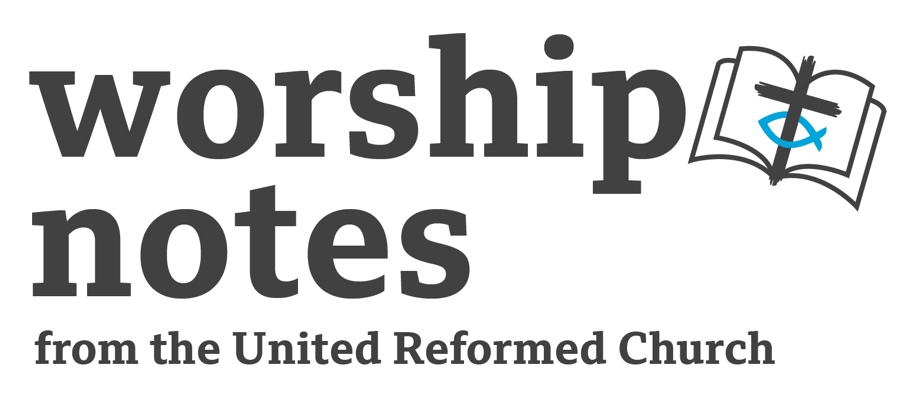 worship
notes
from the United Reformed Church